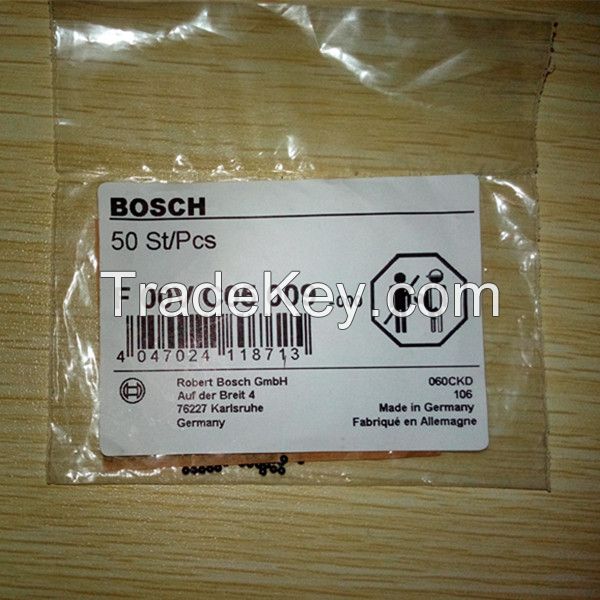 BOSCH
50 St/Pcs
TradeKey.com
4 047024 118713
Robert Bosch GmbH
Auf der Breit 4
76227 Karlsruhe
Germany
060CKD
106
Made in Germany
Fabriqué en Allemagne